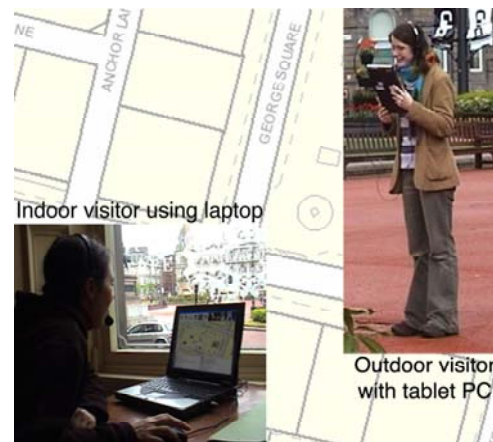 NE
ANCHOR LA
GEORGE SQUARE
Indoor visitor using laptop
Outdoor visitor
with tablet PC